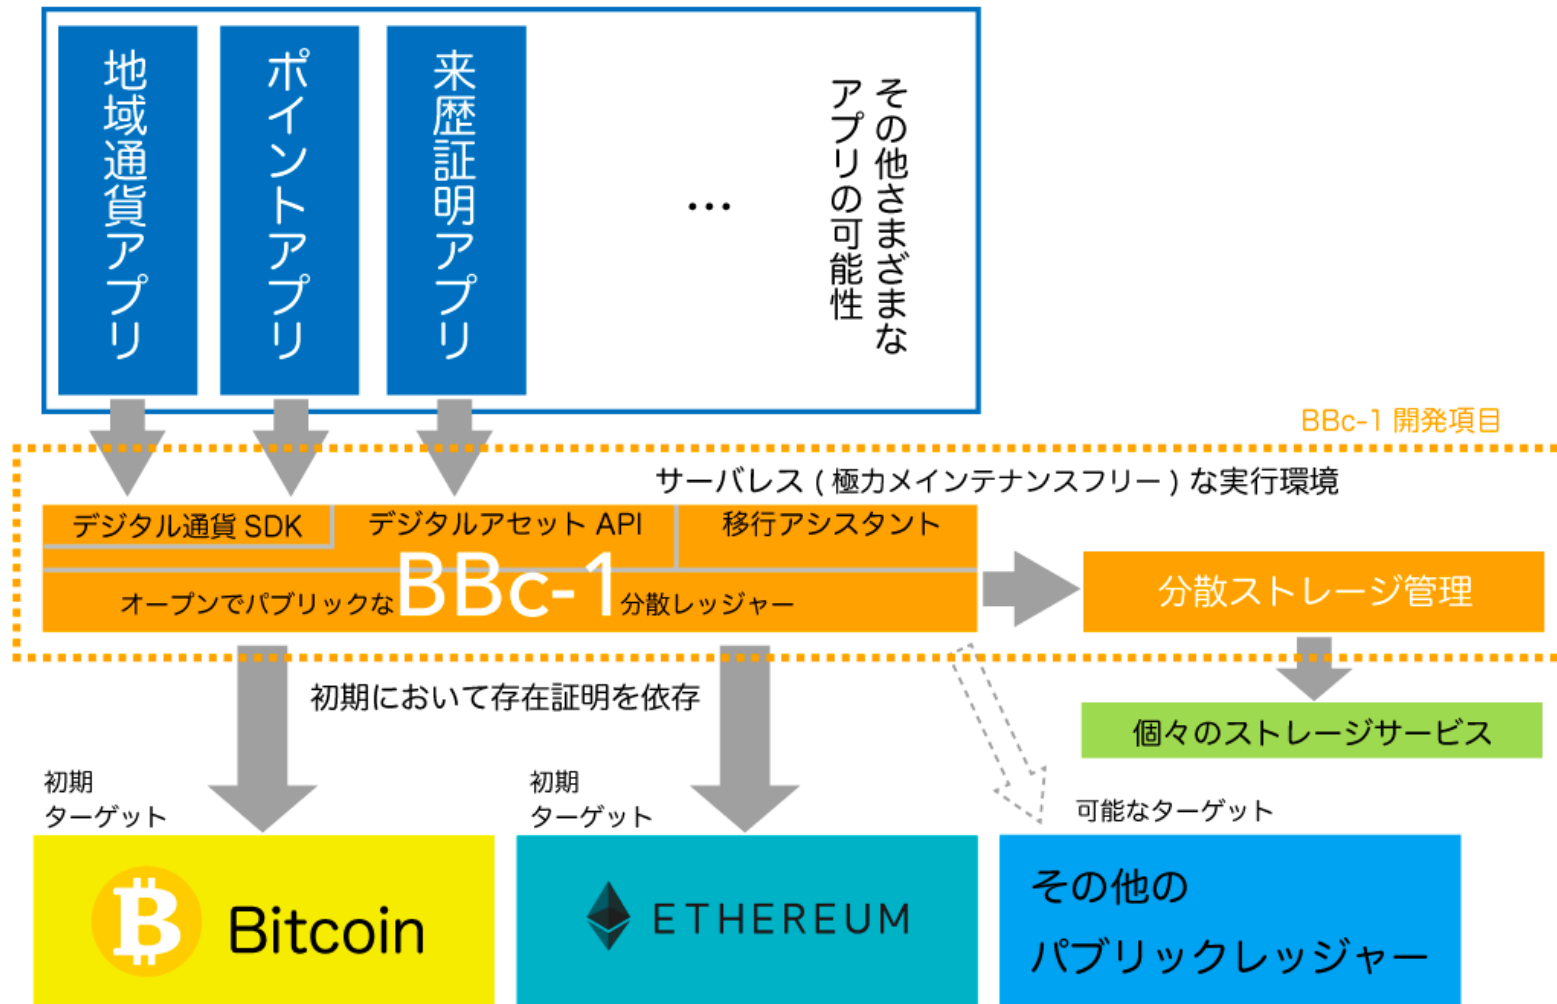 地域通貨アプリ
ポイントアプリ
来歴証明アプリ
…
その他さまざまな
アプリの可能性
BBc-1 開発項目
サーバレス ( 極力メインテナンスフリー ) な実行環境
デジタル通貨 SDK
デジタルアセット API
移行アシスタント
オープンでパブリックなBBc-1分散レッジャー
分散ストレージ管理
初期において存在証明を依存
個々のストレージサービス
初期
ターゲット
初期
ターゲット
可能なターゲット
Bitcoin
ETHEREUM
その他の
パブリックレッジャー